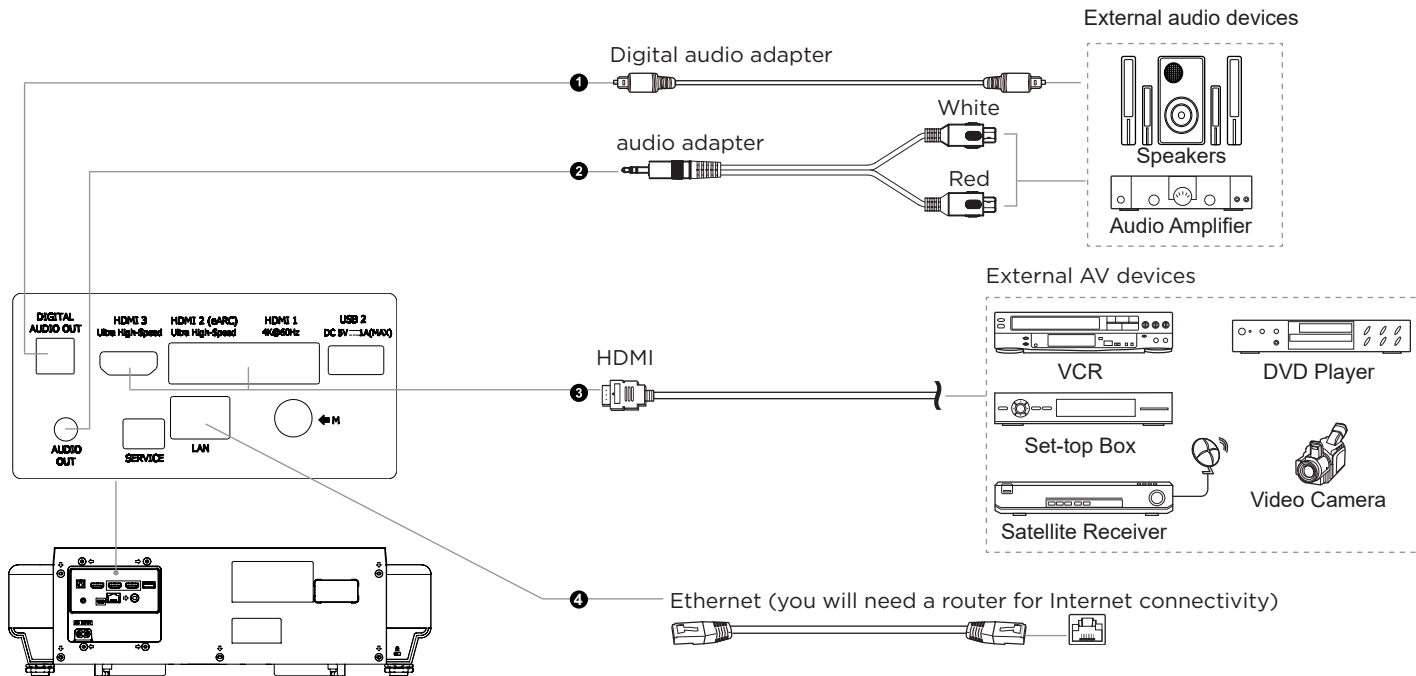 External audio devices
Digital audio adapter
1
White
audio adapter
Speakers
2
Red
Audio Amplifier
External AV devices
DIGITAL
AUDIO OUT
HDMI 3
Ultra High-Speed
HDMI 2 (eARC)
Ultra High-Speed
HDMI 1
4K@60Hz
USB 2
DC 5V⎓1A(MAX)
HDMI
VCR
DVD Player
3
M
AUDIO
OUT
SERVICE
LAN
Set-top Box
Video Camera
Satellite Receiver
4
Ethernet (you will need a router for Internet connectivity)